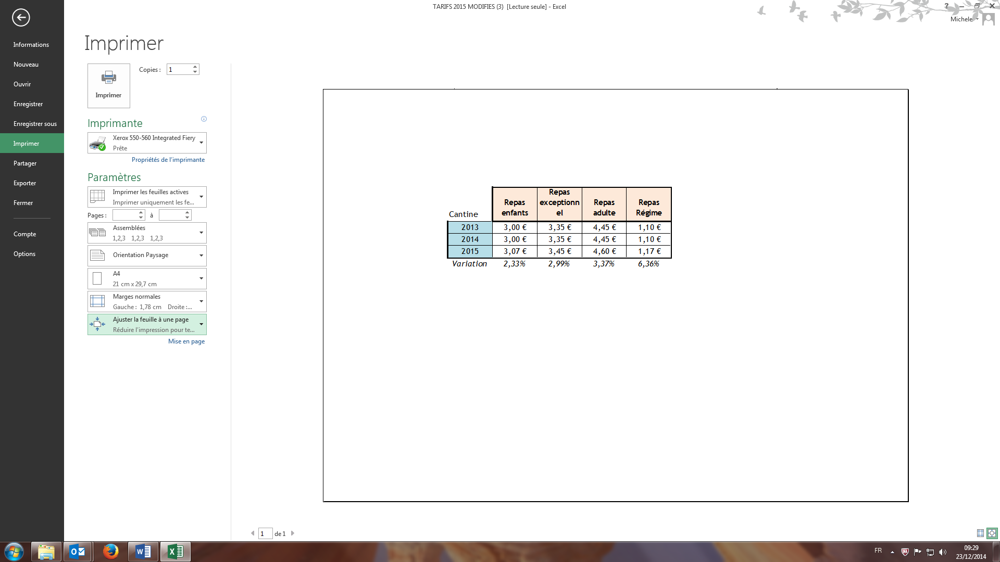 TARIFS 2015 MODIFIES (3) [Lecture seule] - Excel
?
Michele
Informations
Nouveau
Ouvrir
Enregistrer
Enregistrer sous
Imprimer
Partager
Exporter
Fermer
Compte
Options
Imprimer
Imprimer
Copies : 1
Imprimante
Xerox 550-560 Integrated Fiery
Prête
Propriétés de l'imprimante
Paramètres
Imprimer les feuilles actives
Imprimer uniquement les fe...
Pages : à
Assemblées
1,2,3 1,2,3 1,2,3
Orientation Paysage
A4
21 cm x 29,7 cm
Marges normales
Gauche : 1,78 cm Droite :...
Ajuster la feuille à une page
Réduire l'impression pour te...
Mise en page
Cantine Repas enfants Repas exceptionn el Repas adulte Repas Régime
2013 3,00 € 3,35 € 4,45 € 1,10 €
2014 3,00 € 3,35 € 4,45 € 1,10 €
2015 3,07 € 3,45 € 4,60 € 1,17 €
Variation 2,33% 2,99% 3,37% 6,36%
1 de 1
FR
09:29
23/12/2014